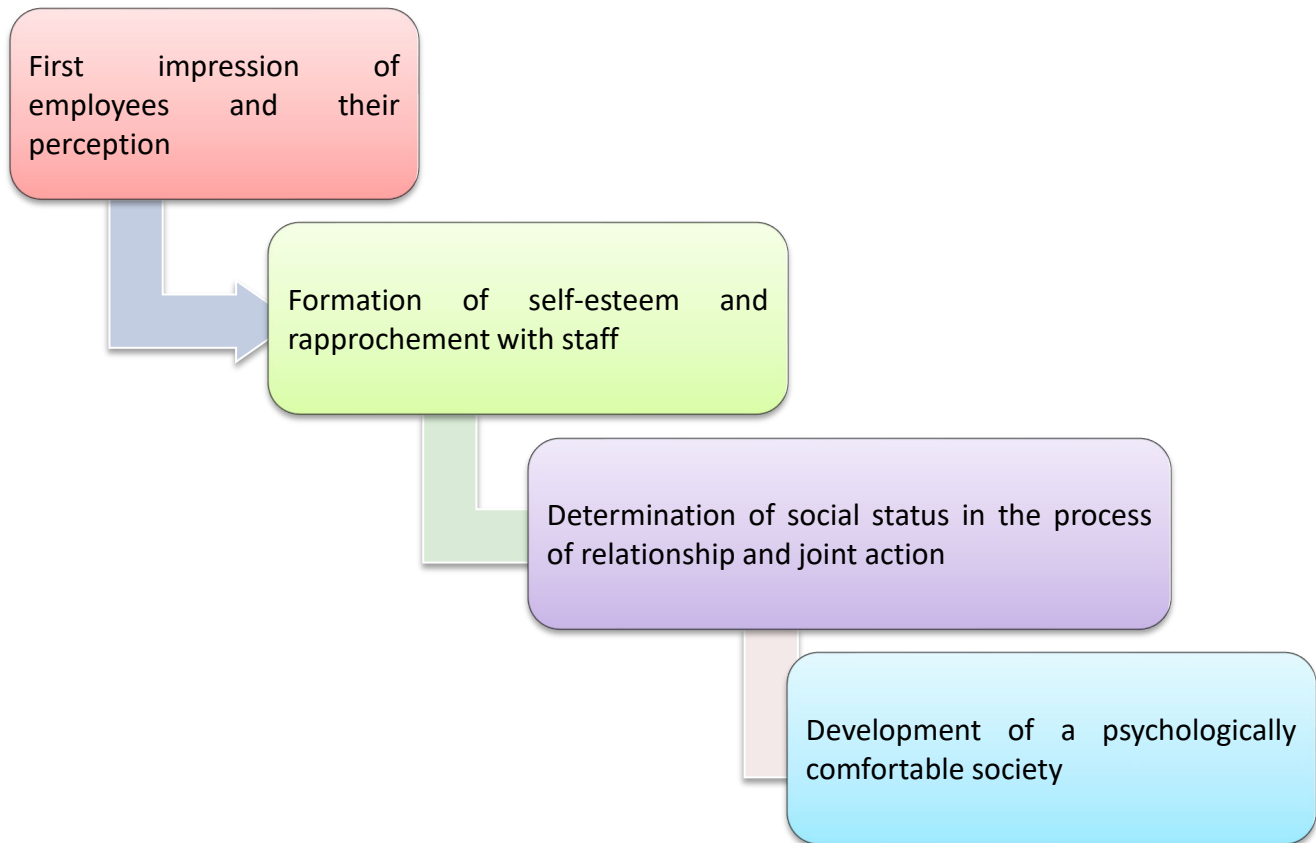 First impression of
employees and their
perception
Formation of self-esteem and
rapprochement with staff
Determination of social status in the process
of relationship and joint action
Development of a psychologically
comfortable society